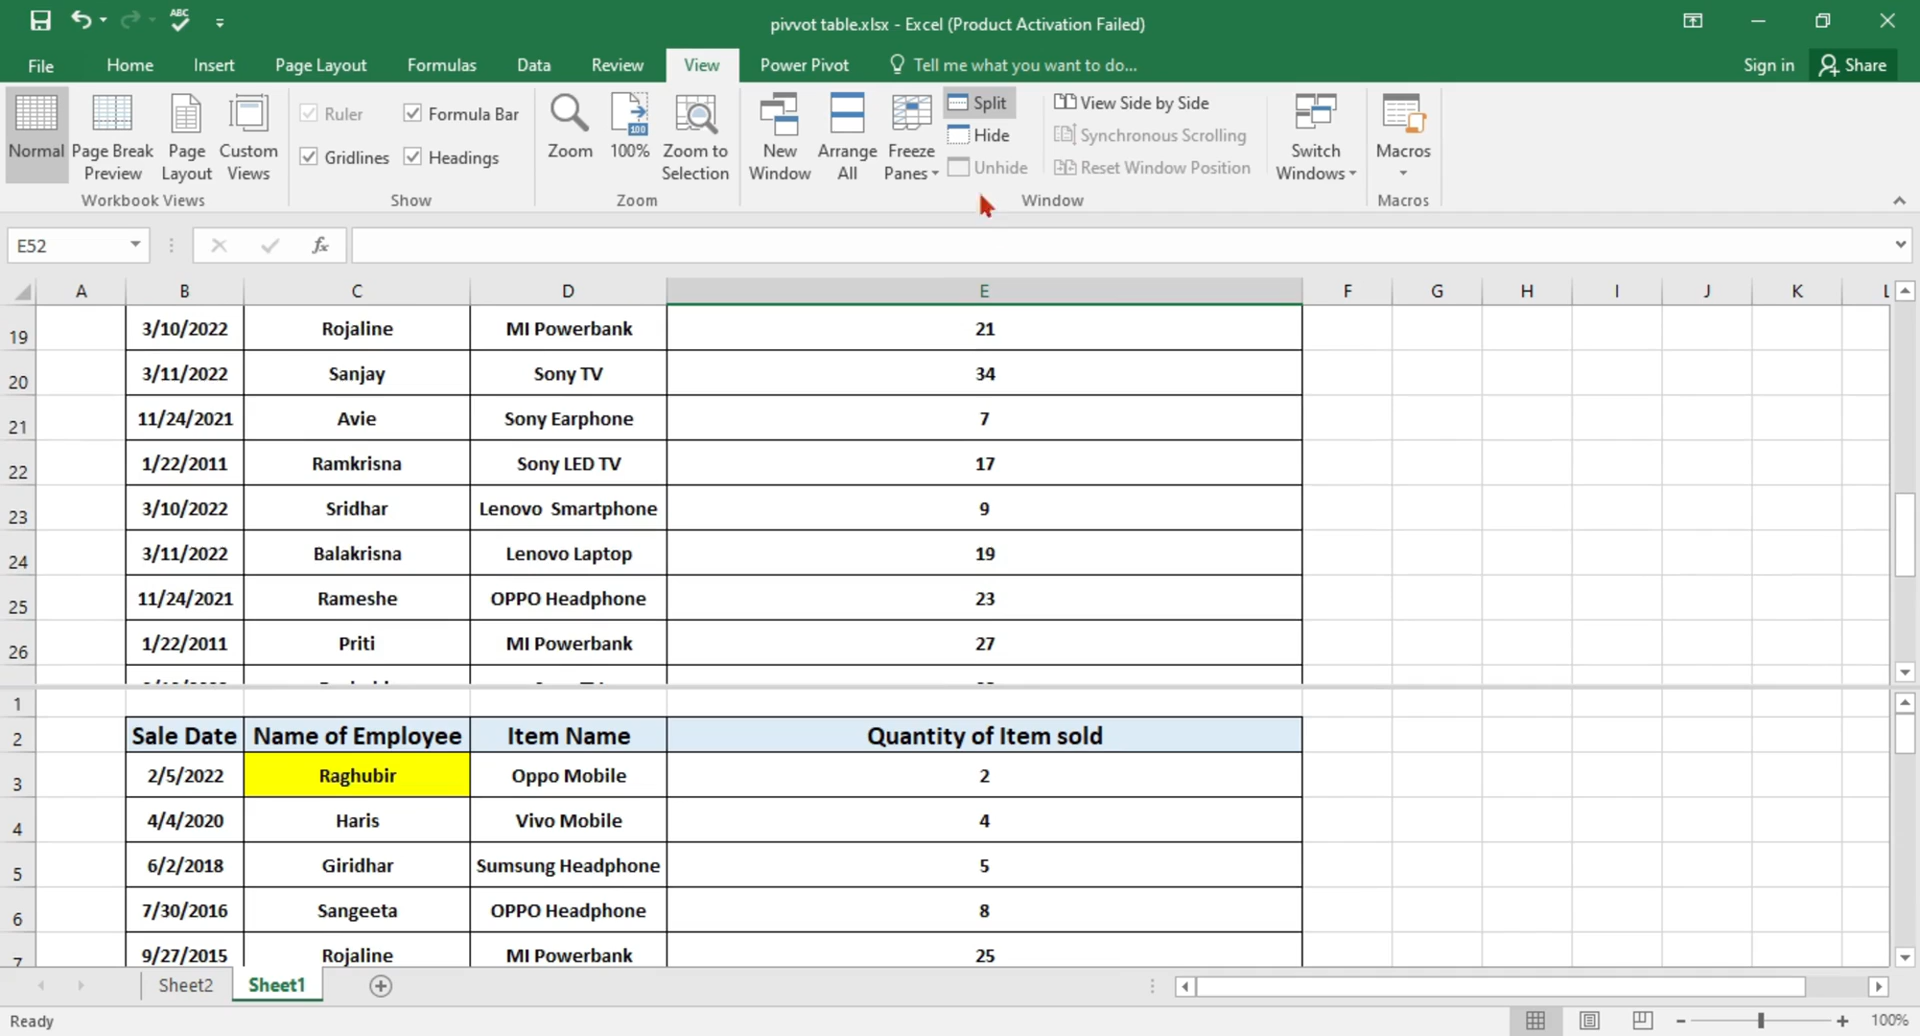 pivvot table.xlsx - Excel (Product Activation Failed)
File Home Insert Page Layout Formulas Data Review View Power Pivot Tell me what you want to do... Sign in Share
Normal Page Break Preview Page Layout Custom Views
Workbook Views
Ruler Formula Bar
Gridlines Headings
Show
Zoom 100% Zoom to Selection
Zoom
New Window Arrange All Freeze Panes
Split
Hide
Unhide
View Side by Side
Synchronous Scrolling
Reset Window Position
Switch Windows
Window
Macros
Macros
E52 fx
A B C D E F G H I J K L
19 3/10/2022 Rojaline MI Powerbank 21
20 3/11/2022 Sanjay Sony TV 34
21 11/24/2021 Avie Sony Earphone 7
22 1/22/2011 Ramkrisna Sony LED TV 17
23 3/10/2022 Sridhar Lenovo Smartphone 9
24 3/11/2022 Balakrisna Lenovo Laptop 19
25 11/24/2021 Rameshe OPPO Headphone 23
26 1/22/2011 Priti MI Powerbank 27
1
2 Sale Date Name of Employee Item Name Quantity of Item sold
3 2/5/2022 Raghubir Oppo Mobile 2
4 4/4/2020 Haris Vivo Mobile 4
5 6/2/2018 Giridhar Sumsung Headphone 5
6 7/30/2016 Sangeeta OPPO Headphone 8
7 9/27/2015 Rojaline MI Powerbank 25
Sheet2 Sheet1
Ready 100%